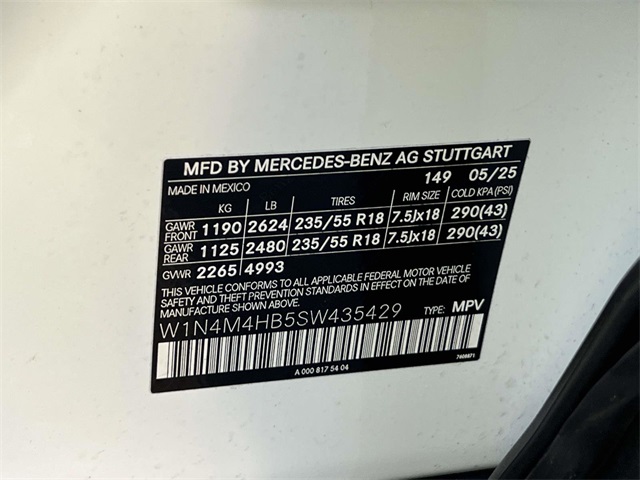 MFD BY MERCEDES-BENZ AG STUTTGART
149 05/25
MADE IN MEXICO
KG LB TIRES RIM SIZE COLD KPA(PSI)
GAWR FRONT 1190 2624 235/55 R18 7.5Jx18 290(43)
GAWR REAR 1125 2480 235/55 R18 7.5Jx18 290(43)
GVWR 2265 4993
THIS VEHICLE CONFORMS TO ALL APPLICABLE FEDERAL MOTOR VEHICLE
SAFETY AND THEFT PREVENTION STANDARDS IN EFFECT ON THE DATE OF
MANUFACTURE SHOWN ABOVE.
W1N4M4HB5SW435429 TYPE: MPV
A 000 817 54 04